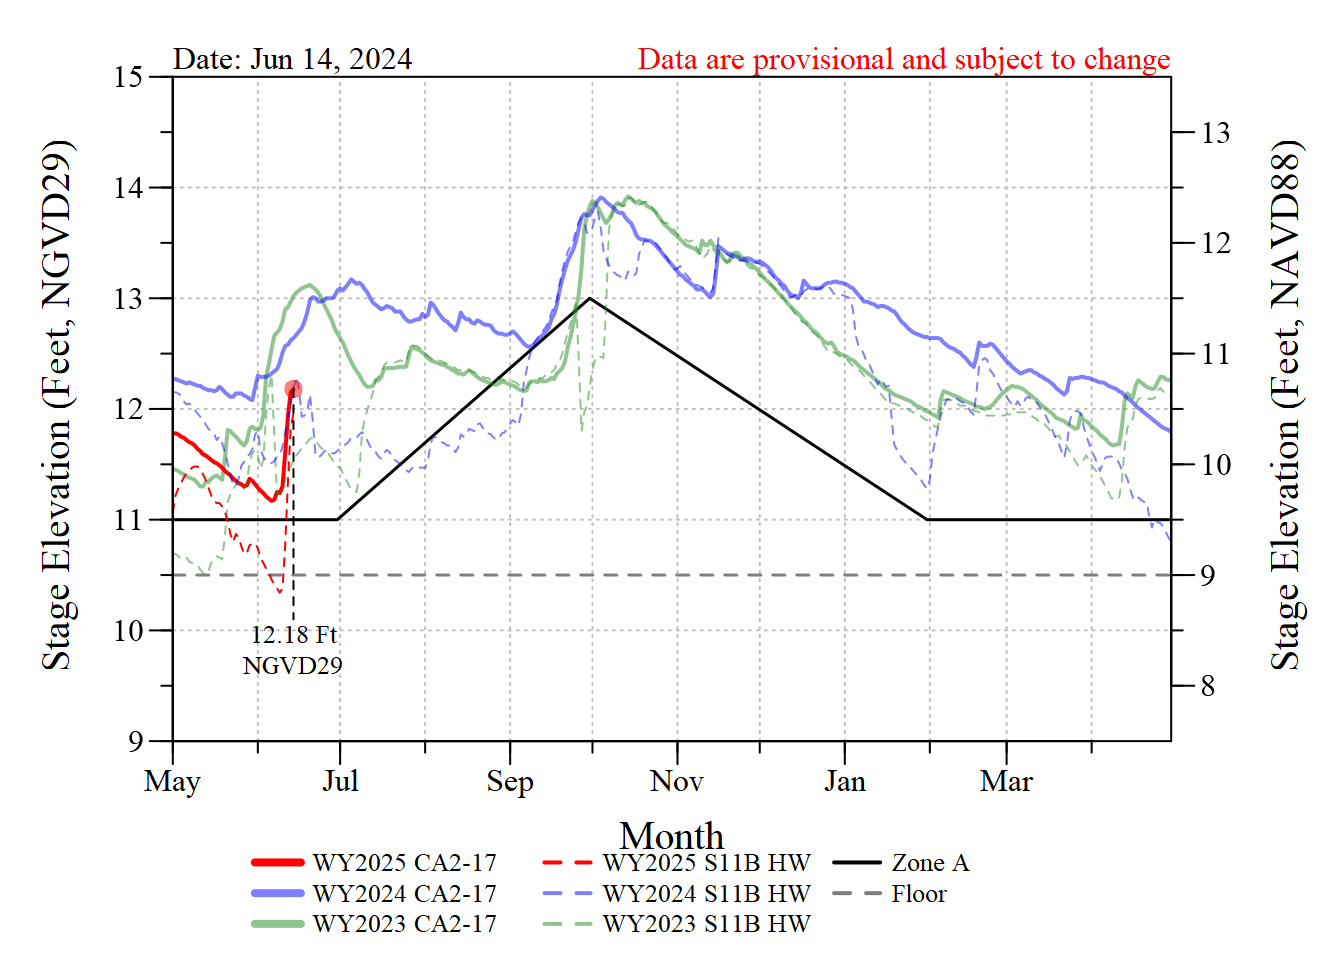 Date: Jun 14, 2024
Data are provisional and subject to change
15
14
13
12
11
10
9
Stage Elevation (Feet, NGVD29)
13
12
11
10
9
8
Stage Elevation (Feet, NAVD88)
12.18 Ft
NGVD29
May Jul Sep Nov Jan Mar
Month
WY2025 CA2-17 WY2025 S11B HW Zone A
WY2024 CA2-17 WY2024 S11B HW Floor
WY2023 CA2-17 WY2023 S11B HW